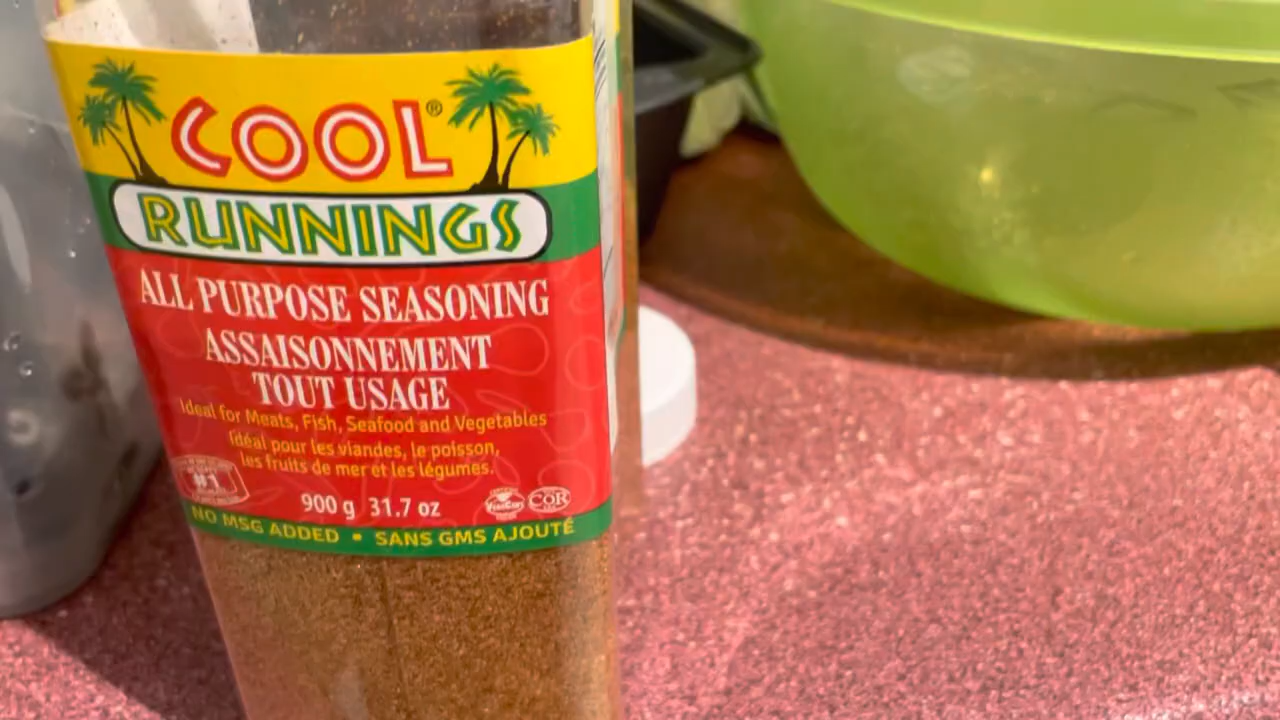 COOL®
RUNNINGS
ALL PURPOSE SEASONING
ASSAISONNEMENT
TOUT USAGE
Ideal for Meats, Fish, Seafood and Vegetables
Idéal pour les viandes, le poisson,
les fruits de mer et les légumes.
#1
900 g 31.7 oz
COR
NO MSG ADDED • SANS GMS AJOUTÉ